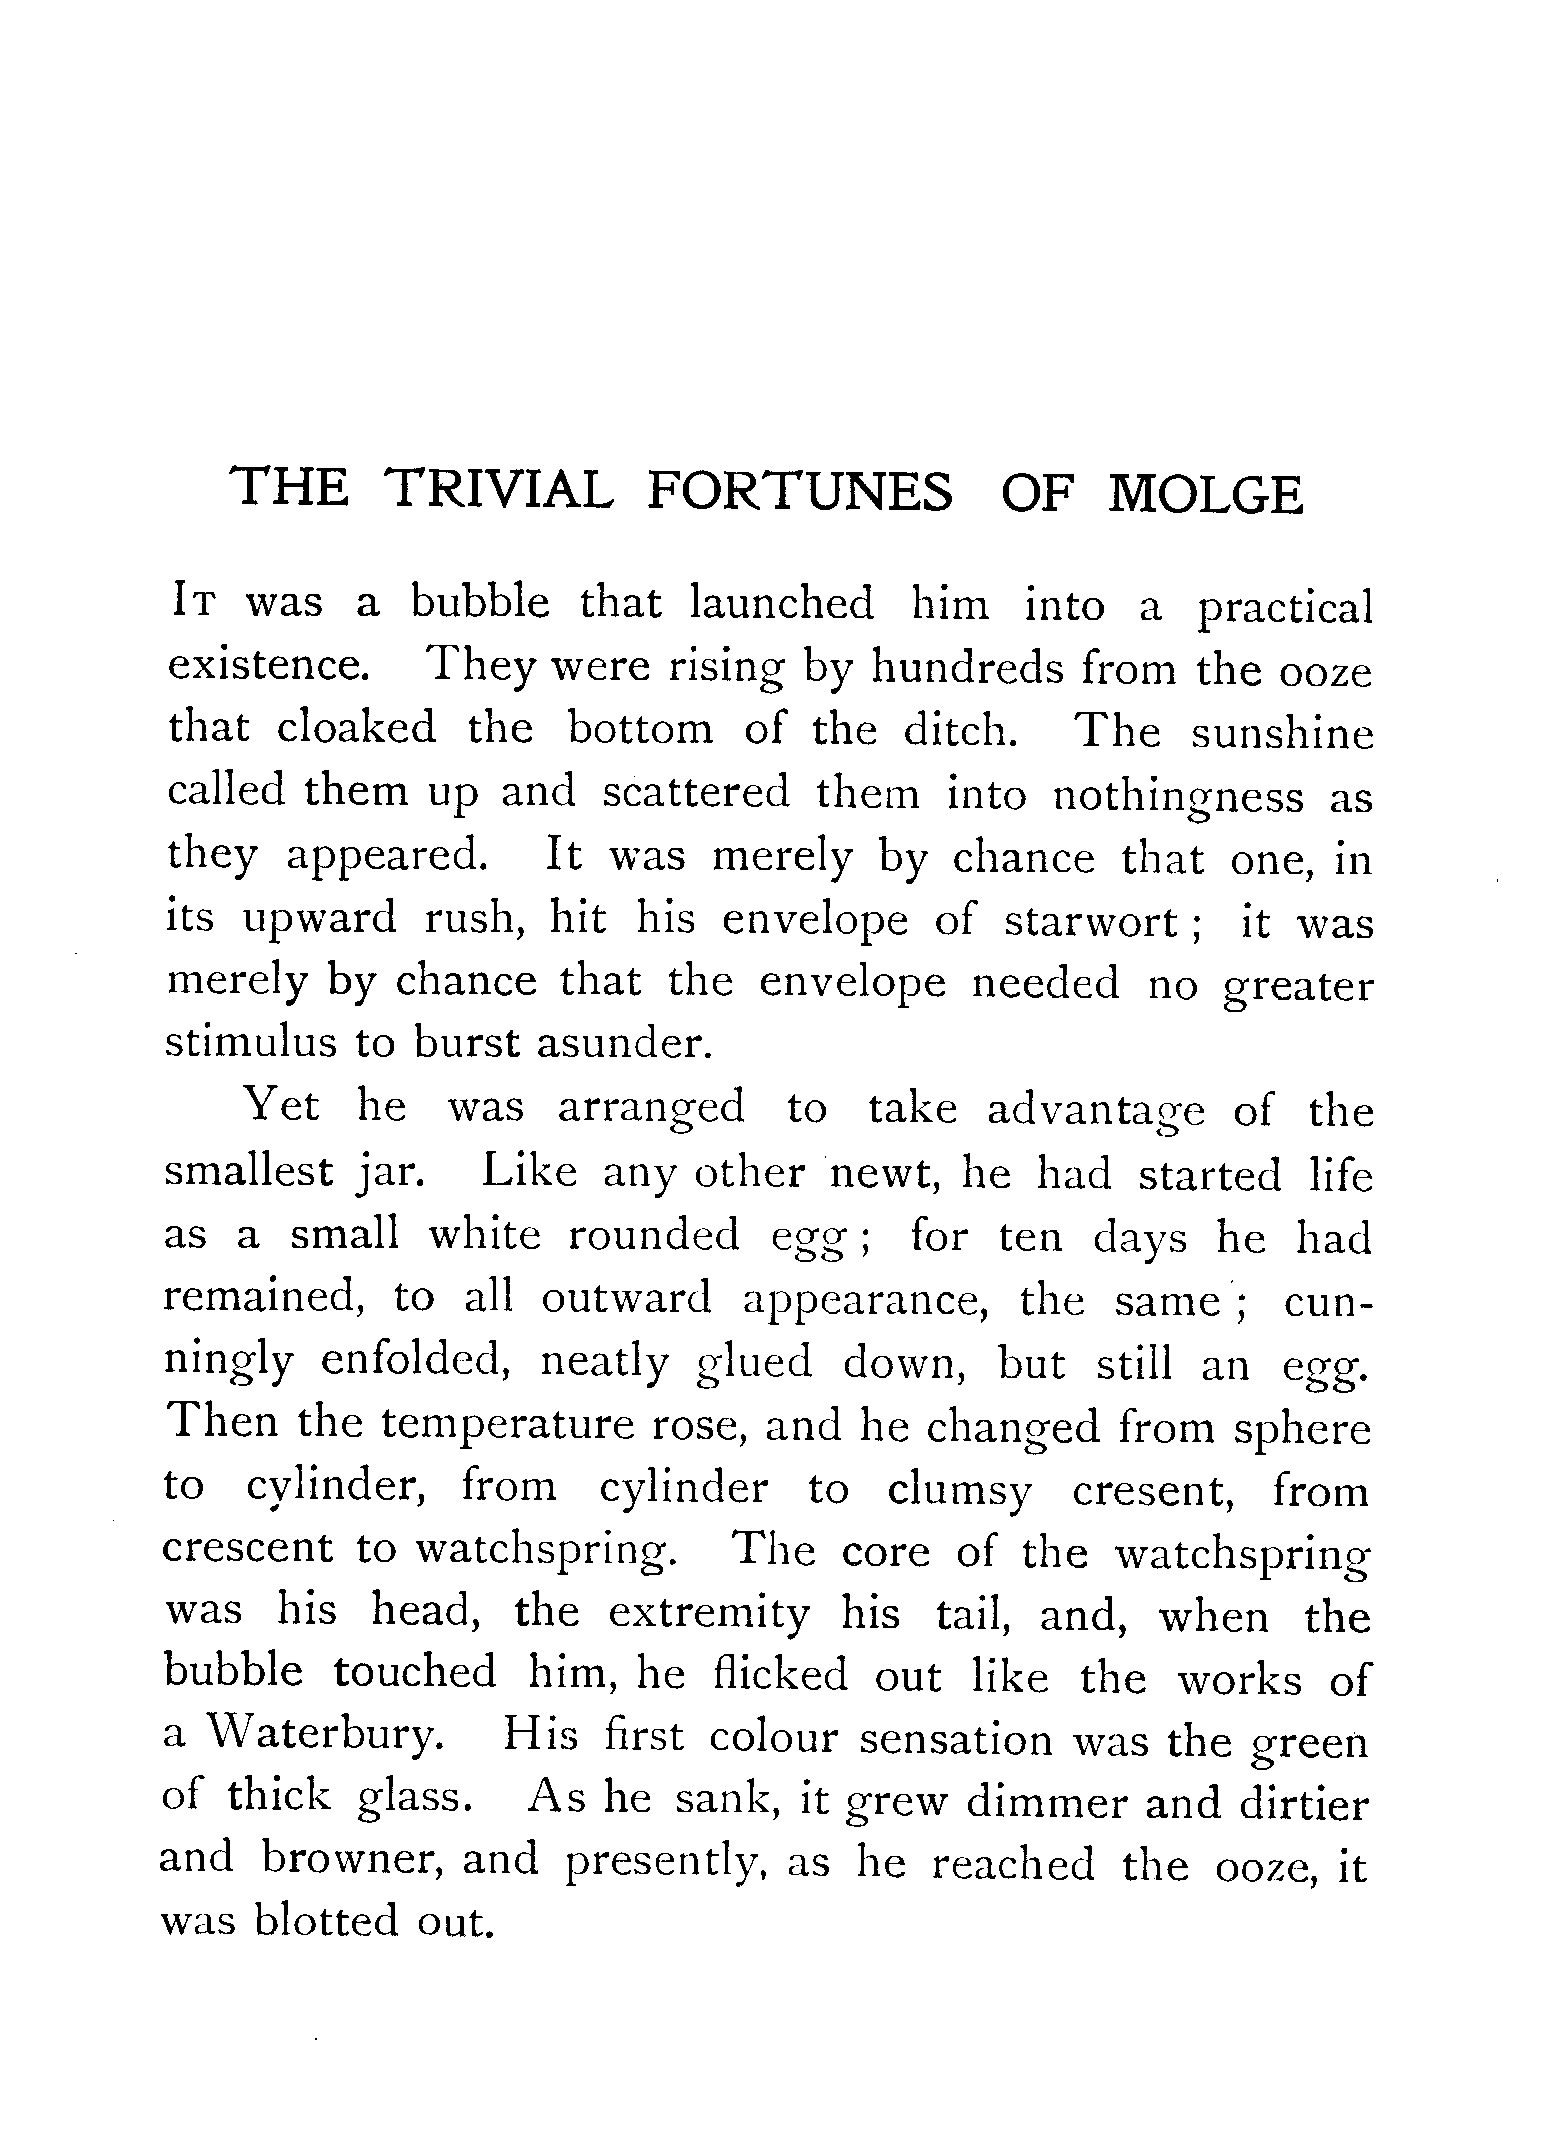 THE TRIVIAL FORTUNES OF MOLGE
It was a bubble that launched him into a practical
existence. They were rising by hundreds from the ooze
that cloaked the bottom of the ditch. The sunshine
called them up and scattered them into nothingness as
they appeared. It was merely by chance that one, in
its upward rush, hit his envelope of starwort ; it was
merely by chance that the envelope needed no greater
stimulus to burst asunder.
Yet he was arranged to take advantage of the
smallest jar. Like any other newt, he had started life
as a small white rounded egg ; for ten days he had
remained, to all outward appearance, the same ; cun-
ningly enfolded, neatly glued down, but still an egg.
Then the temperature rose, and he changed from sphere
to cylinder, from cylinder to clumsy cresent, from
crescent to watchspring. The core of the watchspring
was his head, the extremity his tail, and, when the
bubble touched him, he flicked out like the works of
a Waterbury. His first colour sensation was the green
of thick glass. As he sank, it grew dimmer and dirtier
and browner, and presently, as he reached the ooze, it
was blotted out.